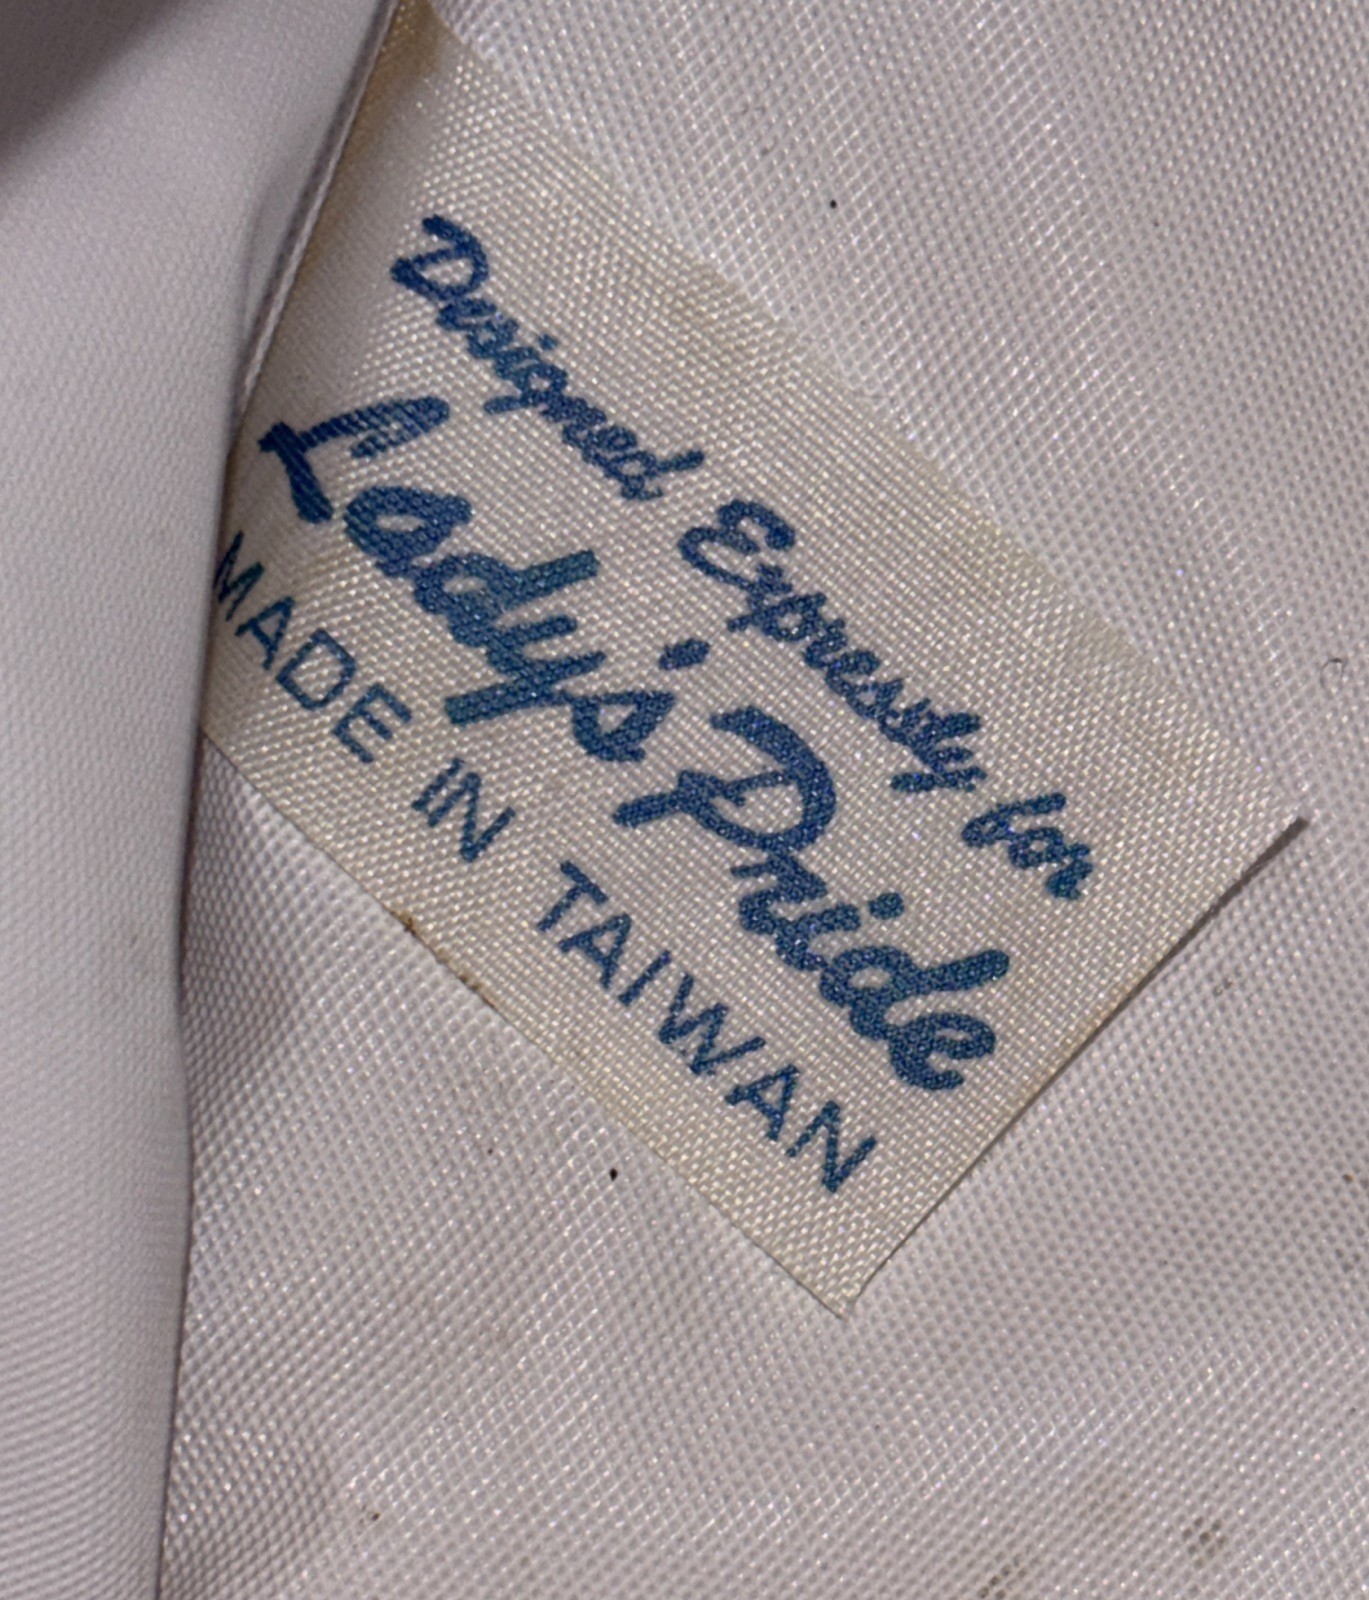 Designed Expressly for
Lady's Pride
MADE IN TAIWAN